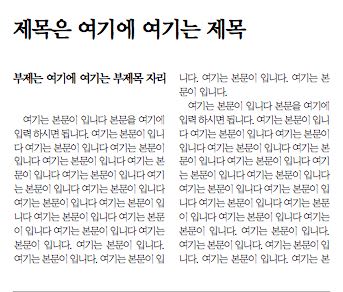 제목은 여기에 여기는 제목
부제는 여기에 여기는 부제목 자리
여기는 본문이 입니다 본문을 여기에
입력 하시면 됩니다. 여기는 본문이 입니
다 여기는 본문이 입니다 여기는 본문이
입니다 여기는 본문이 입니다 여기는 본
문이 입니다 여기는 본문이 입니다 여기
는 본문이 입니다 여기는 본문이 입니다
여기는 본문이 입니다 여기는 본문이 입
니다 여기는 본문이 입니다 여기는 본문
이 입니다 여기는 본문이 입니다 여기는
본문이 입니다. 여기는 본문이 입니다.
여기는 본문이 입니다. 여기는 본문이 입
니다. 여기는 본문이 입니다. 여기는 본
문이 입니다.
여기는 본문이 입니다 본문을 여기에
입력 하시면 됩니다. 여기는 본문이 입니
다 여기는 본문이 입니다 여기는 본문이
입니다 여기는 본문이 입니다 여기는 본
문이 입니다 여기는 본문이 입니다 여기
는 본문이 입니다 여기는 본문이 입니다
여기는 본문이 입니다 여기는 본문이 입
니다 여기는 본문이 입니다 여기는 본문
이 입니다 여기는 본문이 입니다 여기는
본문이 입니다. 여기는 본문이 입니다.
여기는 본문이 입니다. 여기는 본문이 입
니다. 여기는 본문이 입니다. 여기는 본